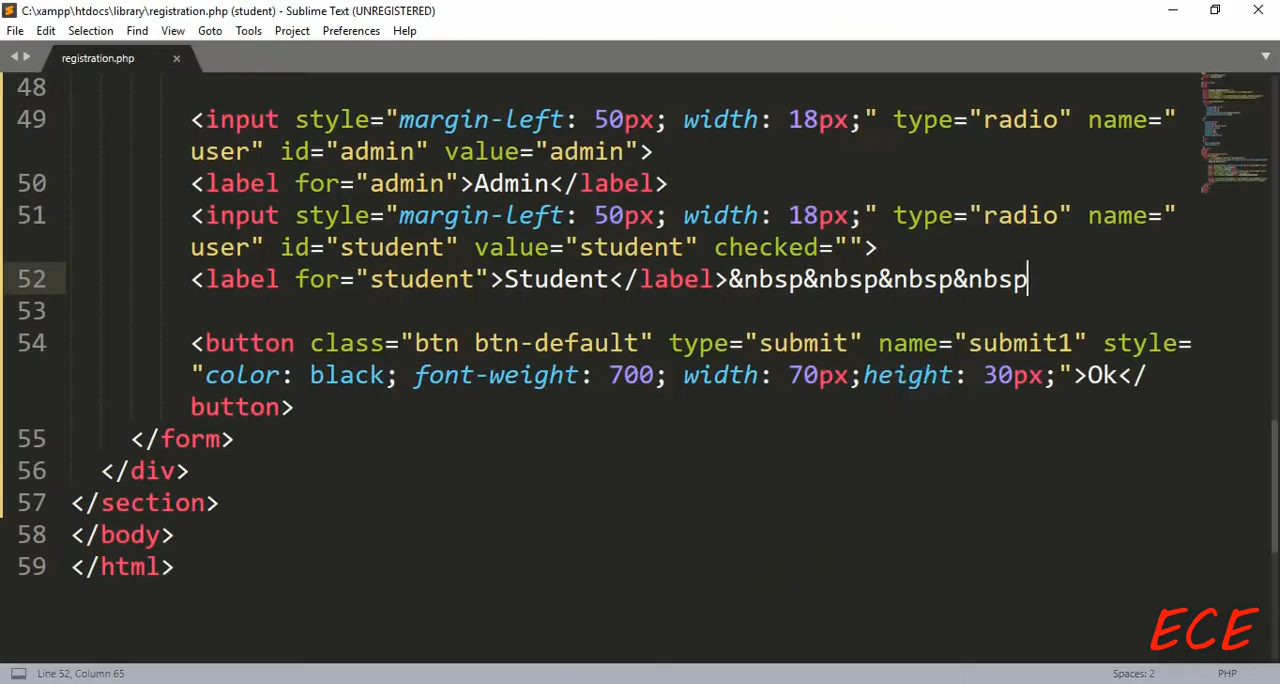 C:\xampp\htdocs\library\registration.php (student) - Sublime Text (UNREGISTERED)
File Edit Selection Find View Goto Tools Project Preferences Help
registration.php ×
48
49 <input style="margin-left: 50px; width: 18px;" type="radio" name="
user" id="admin" value="admin">
50 <label for="admin">Admin</label>
51 <input style="margin-left: 50px; width: 18px;" type="radio" name="
user" id="student" value="student" checked="">
52 <label for="student">Student</label>&nbsp&nbsp&nbsp&nbsp
53
54 <button class="btn btn-default" type="submit" name="submit1" style=
"color: black; font-weight: 700; width: 70px;height: 30px;">Ok</
button>
55 </form>
56 </div>
57 </section>
58 </body>
59 </html>
ECE
Line 52, Column 65 Spaces: 2 PHP